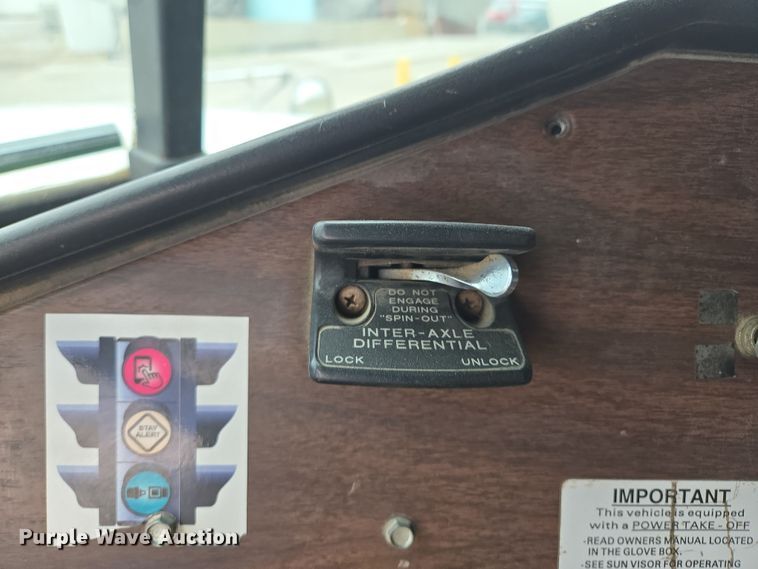 DO NOT
ENGAGE
DURING
"SPIN-OUT"
INTER-AXLE
DIFFERENTIAL
LOCK UNLOCK
STAY
ALERT
IMPORTANT
This vehicle is equipped
with a POWER TAKE-OFF
-READ OWNERS MANUAL LOCATED
IN THE GLOVE BOX.
-SEE SUN VISOR FOR OPERATING
Purple Wave Auction